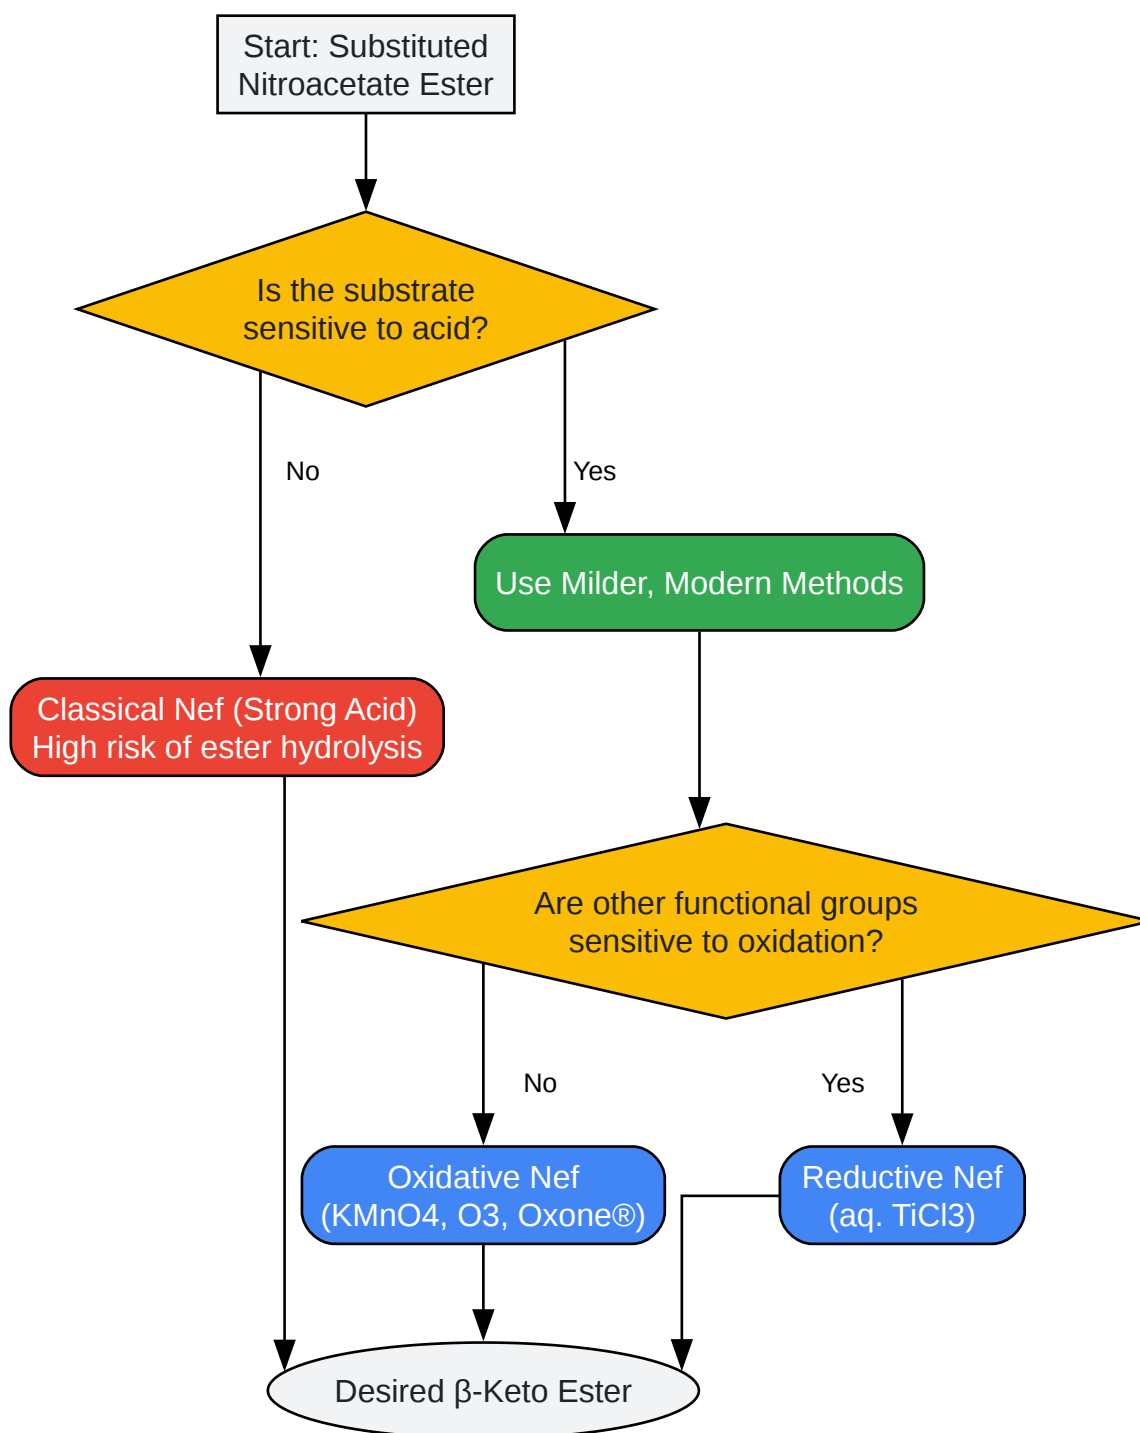 Start: Substituted
Nitroacetate Ester
Is the substrate
sensitive to acid?
No
Yes
Use Milder, Modern Methods
Classical Nef (Strong Acid)
High risk of ester hydrolysis
Are other functional groups
sensitive to oxidation?
No
Yes
Oxidative Nef
(KMnO4, O3, Oxone®)
Reductive Nef
(aq. TiCl3)
Desired β-Keto Ester